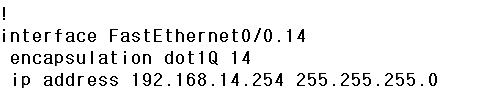 !
interface FastEthernet0/0.14
encapsulation dot1Q 14
ip address 192.168.14.254 255.255.255.0